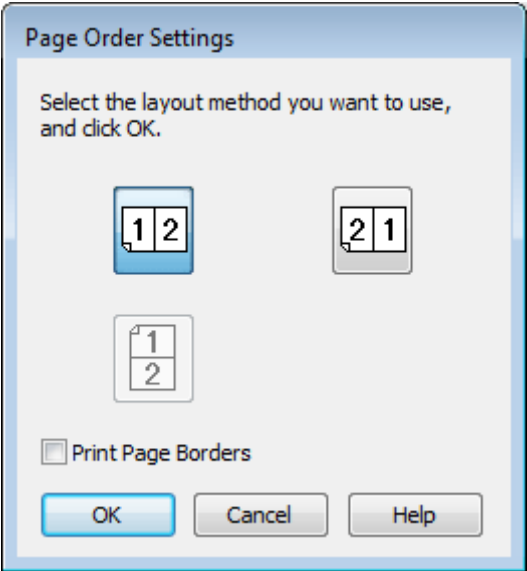 Page Order Settings
Select the layout method you want to use,
and click OK.
1 2
2 1
1
2
Print Page Borders
OK
Cancel
Help